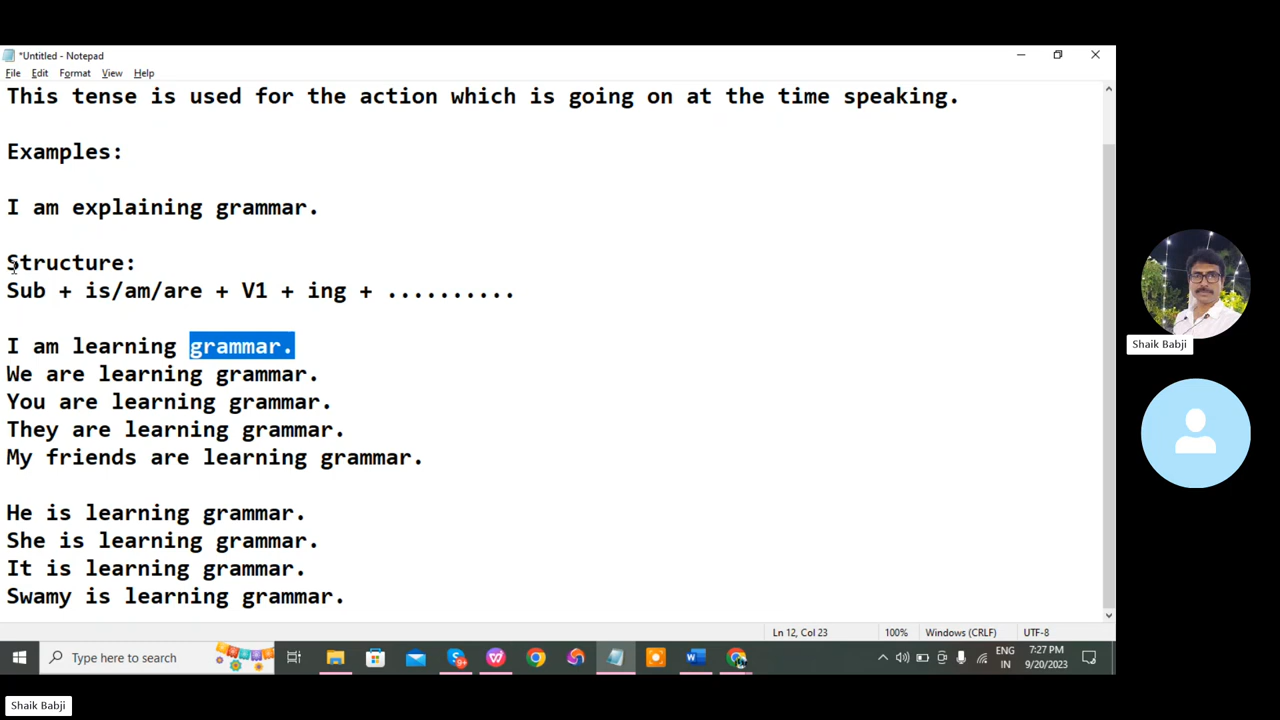 *Untitled - Notepad
File Edit Format View Help
This tense is used for the action which is going on at the time speaking.
Examples:
I am explaining grammar.
Structure:
Sub + is/am/are + V1 + ing + ..........
I am learning grammar.
We are learning grammar.
You are learning grammar.
They are learning grammar.
My friends are learning grammar.
He is learning grammar.
She is learning grammar.
It is learning grammar.
Swamy is learning grammar.
Ln 12, Col 23 100% Windows (CRLF) UTF-8
Type here to search
ENG
IN
7:27 PM
9/20/2023
Shaik Babji
Shaik Babji